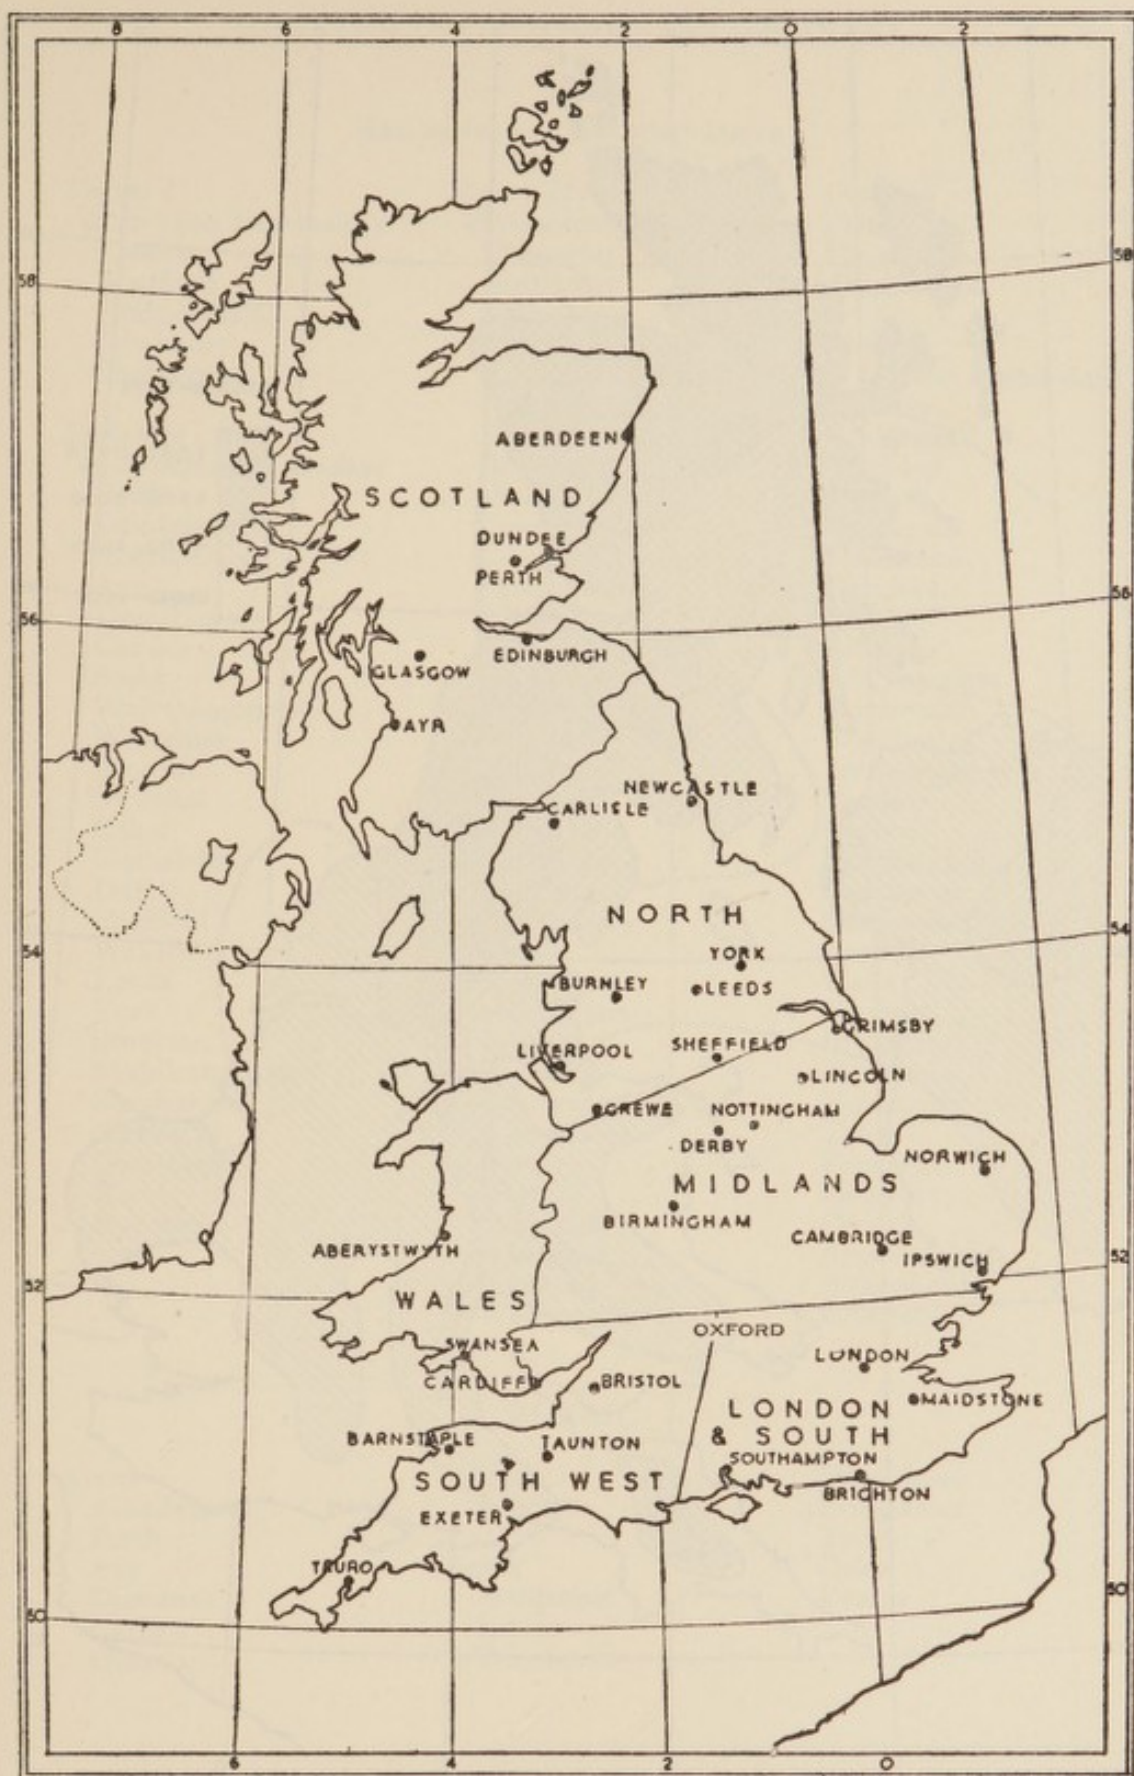 8 6 4 2 0 2
58 58
ABERDEEN
SCOTLAND
DUNDEE
PERTH
56 56
EDINBURGH
GLASGOW
AYR
NEWCASTLE
CARLISLE
NORTH
54 54
YORK
BURNLEY
LEEDS
GRIMSBY
SHEFFIELD
LIVERPOOL
LINCOLN
CREWE
NOTTINGHAM
DERBY
NORWICH
MIDLANDS
BIRMINGHAM
CAMBRIDGE
ABERYSTWYTH
IPSWICH
52 52
WALES
OXFORD
SWANSEA
LONDON
CARDIFF
BRISTOL
MAIDSTONE
LONDON
& SOUTH
BARNSTAPLE
TAUNTON
SOUTHAMPTON
SOUTH WEST
BRIGHTON
EXETER
TRURO
50 50
6 4 2 0